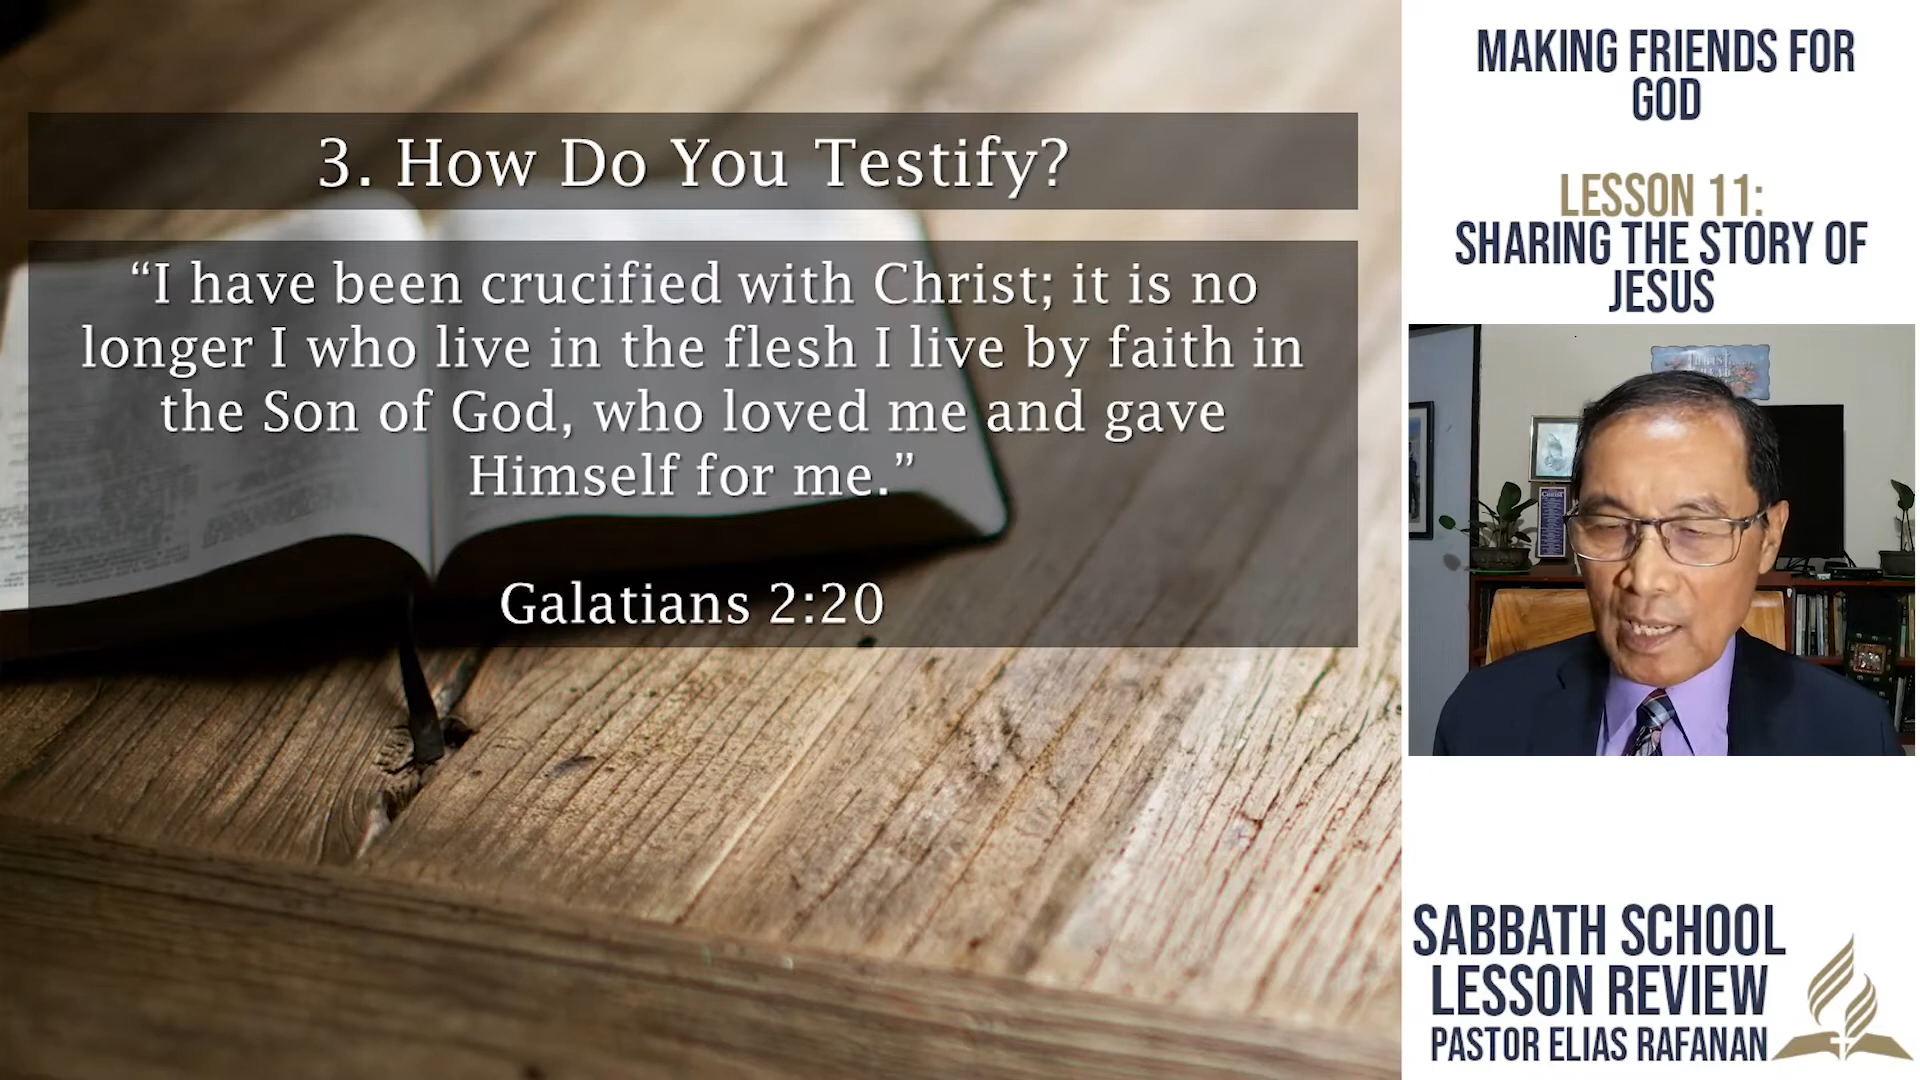 3. How Do You Testify?
“I have been crucified with Christ; it is no
longer I who live in the flesh I live by faith in
the Son of God, who loved me and gave
Himself for me.”
Galatians 2:20
MAKING FRIENDS FOR
GOD
LESSON 11:
SHARING THE STORY OF
JESUS
SABBATH SCHOOL
LESSON REVIEW
PASTOR ELIAS RAFANAN